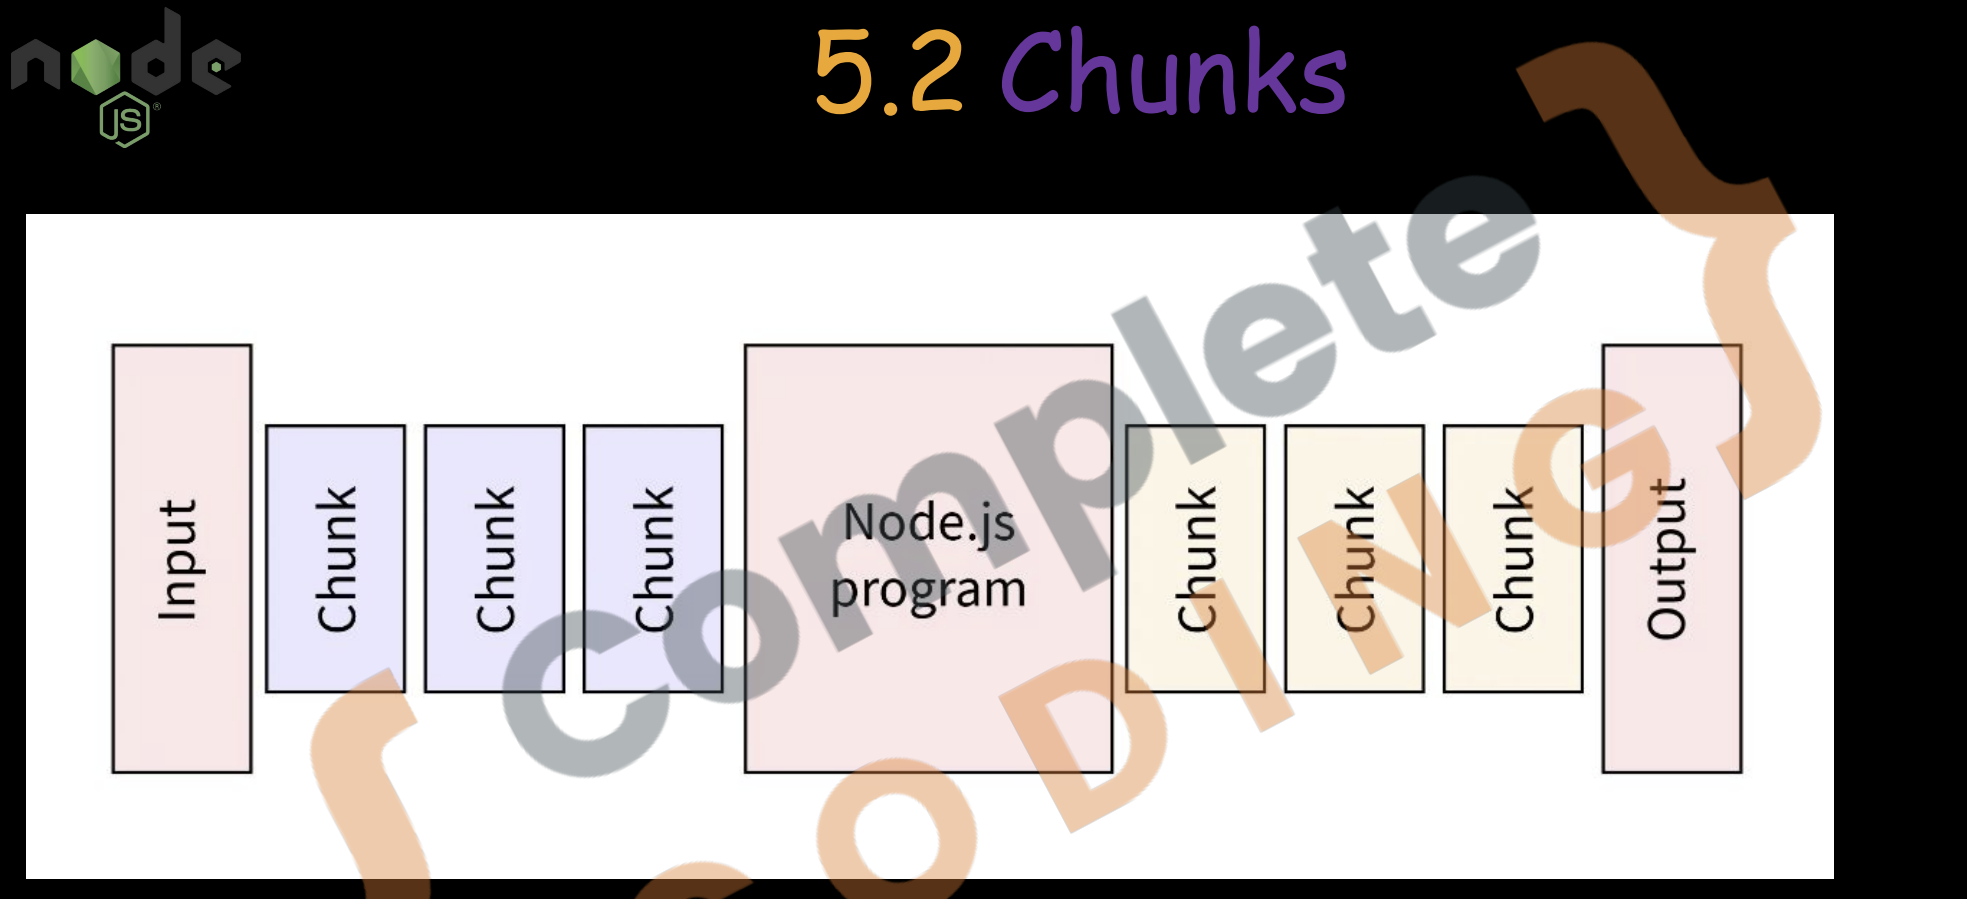 node
JS
5.2 Chunks
Input
Chunk
Chunk
Chunk
Node.js
program
Chunk
Chunk
Chunk
Output
Complete
CODING